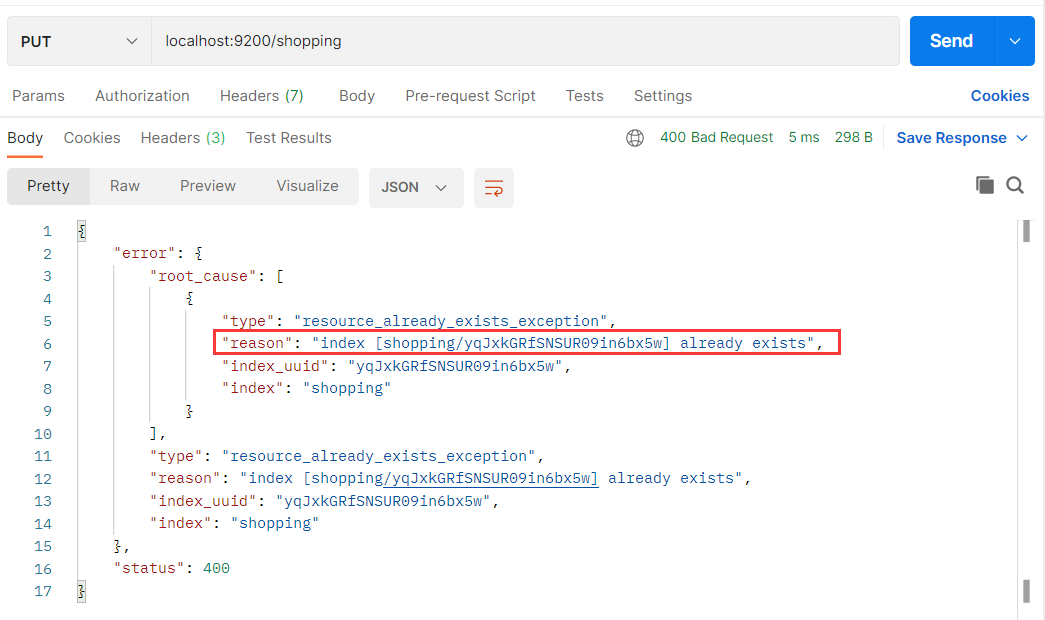 PUT localhost:9200/shopping Send
Params Authorization Headers (7) Body Pre-request Script Tests Settings Cookies
Body Cookies Headers (3) Test Results 400 Bad Request 5 ms 298 B Save Response
Pretty Raw Preview Visualize JSON
1 {
2 "error": {
3 "root_cause": [
4 {
5 "type": "resource_already_exists_exception",
6 "reason": "index [shopping/yqJxkGRfSNSUR09in6bx5w] already exists",
7 "index_uuid": "yqJxkGRfSNSUR09in6bx5w",
8 "index": "shopping"
9 }
10 ],
11 "type": "resource_already_exists_exception",
12 "reason": "index [shopping/yqJxkGRfSNSUR09in6bx5w] already exists",
13 "index_uuid": "yqJxkGRfSNSUR09in6bx5w",
14 "index": "shopping"
15 },
16 "status": 400
17 }